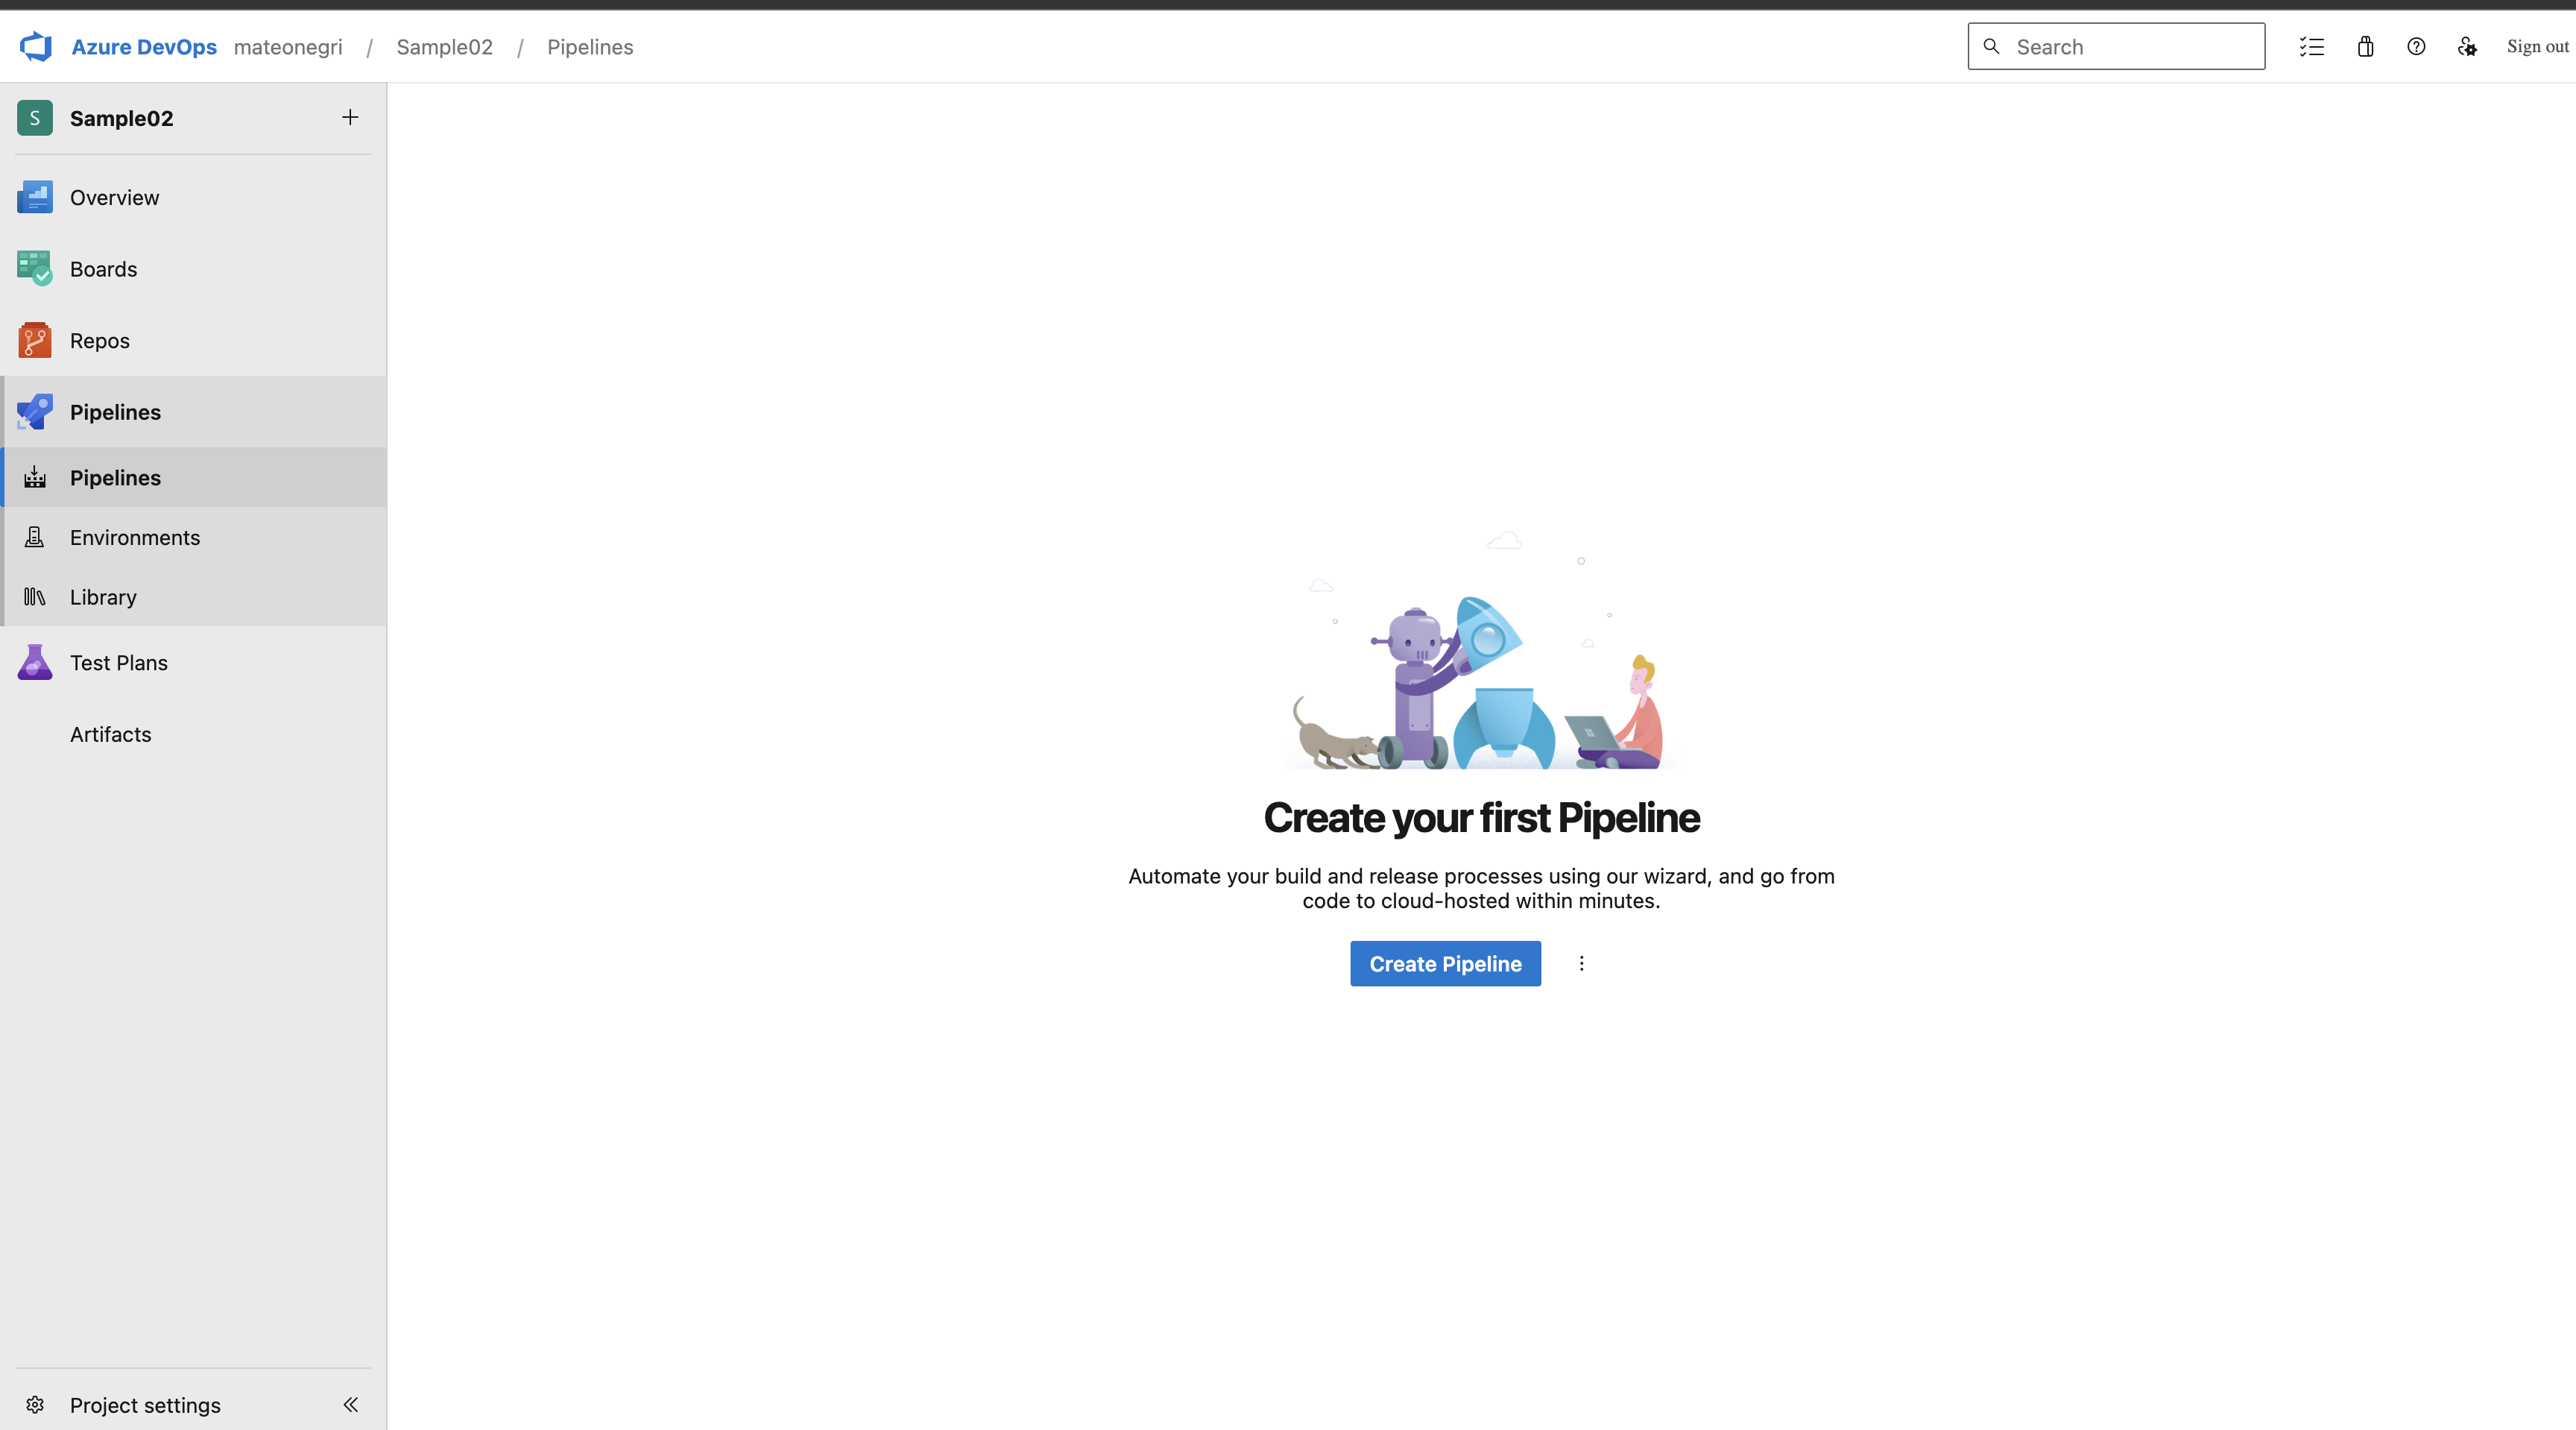 Azure DevOps mateonegri / Sample02 / Pipelines Search Sign out
S Sample02
Overview
Boards
Repos
Pipelines
Pipelines
Environments
Library
Test Plans
Artifacts
Create your first Pipeline
Automate your build and release processes using our wizard, and go from
code to cloud-hosted within minutes.
Create Pipeline
Project settings